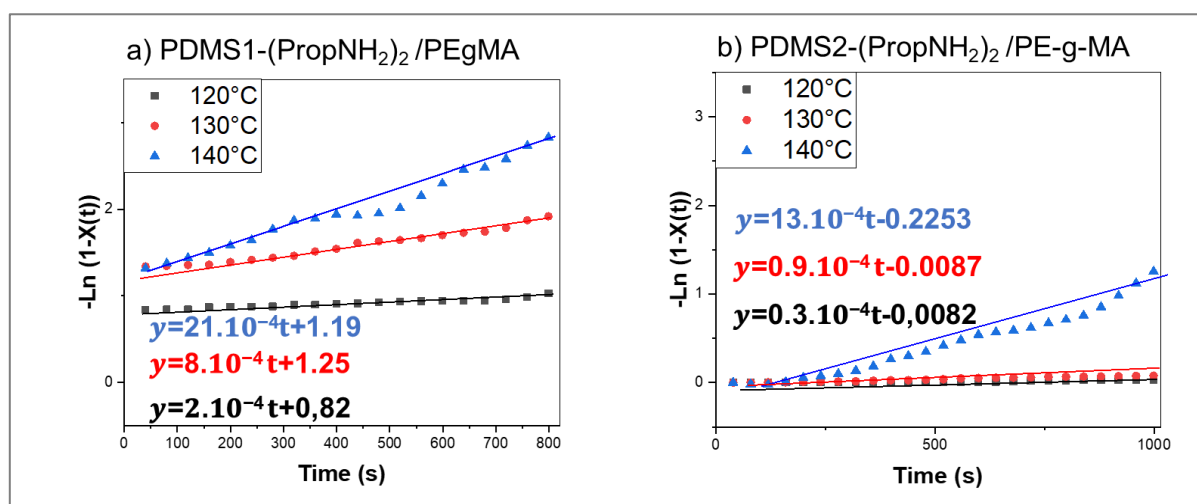 a) PDMS1-(PropNH₂)₂ /PEgMA
120°C
130°C
140°C
-Ln (1-X(t))
2
1
0
y=21.10⁻⁴t+1.19
y=8.10⁻⁴t+1.25
y=2.10⁻⁴t+0,82
0 100 200 300 400 500 600 700 800
Time (s)
b) PDMS2-(PropNH₂)₂ /PE-g-MA
120°C
130°C
140°C
-Ln (1-X(t))
3
2
1
0
y=13.10⁻⁴t-0.2253
y=0.9.10⁻⁴t-0.0087
y=0.3.10⁻⁴t-0,0082
0 500 1000
Time (s)